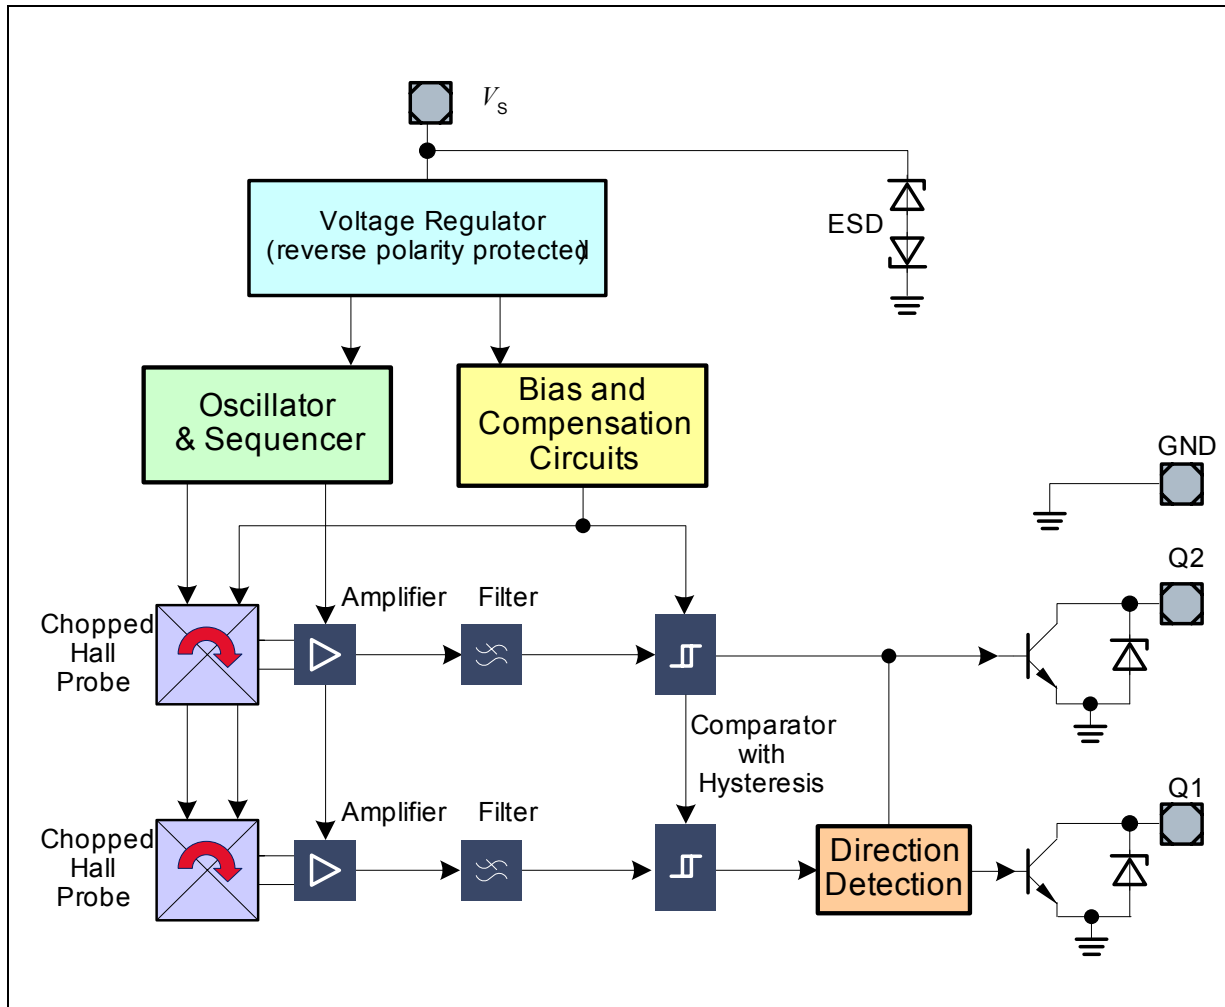 VS
Voltage Regulator
(reverse polarity protected)
ESD
Oscillator
& Sequencer
Bias and
Compensation
Circuits
GND
Q2
Amplifier
Filter
Chopped
Hall
Probe
Comparator
with
Hysteresis
Q1
Amplifier
Filter
Chopped
Hall
Probe
Direction
Detection